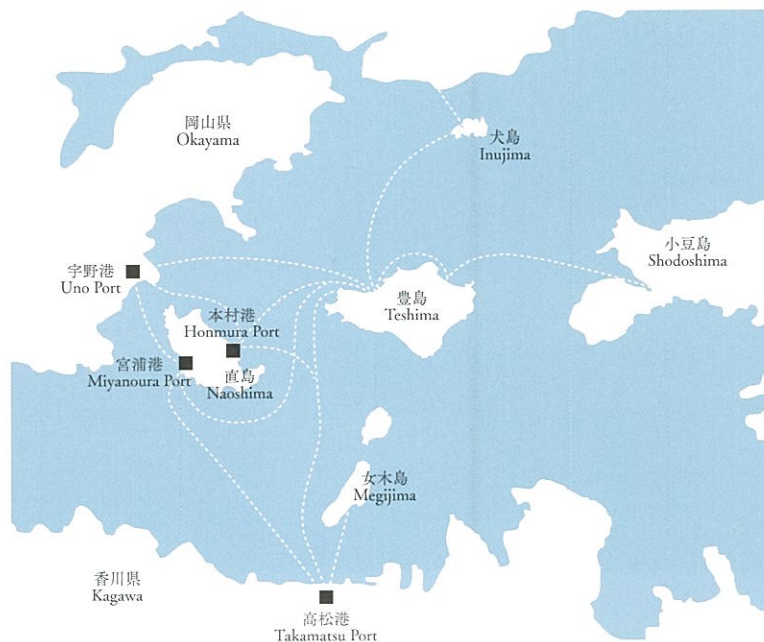 岡山県
Okayama
犬島
Inujima
小豆島
Shodoshima
宇野港
Uno Port
豊島
Teshima
本村港
Honmura Port
宮浦港
Miyanoura Port
直島
Naoshima
女木島
Megijima
香川県
Kagawa
高松港
Takamatsu Port